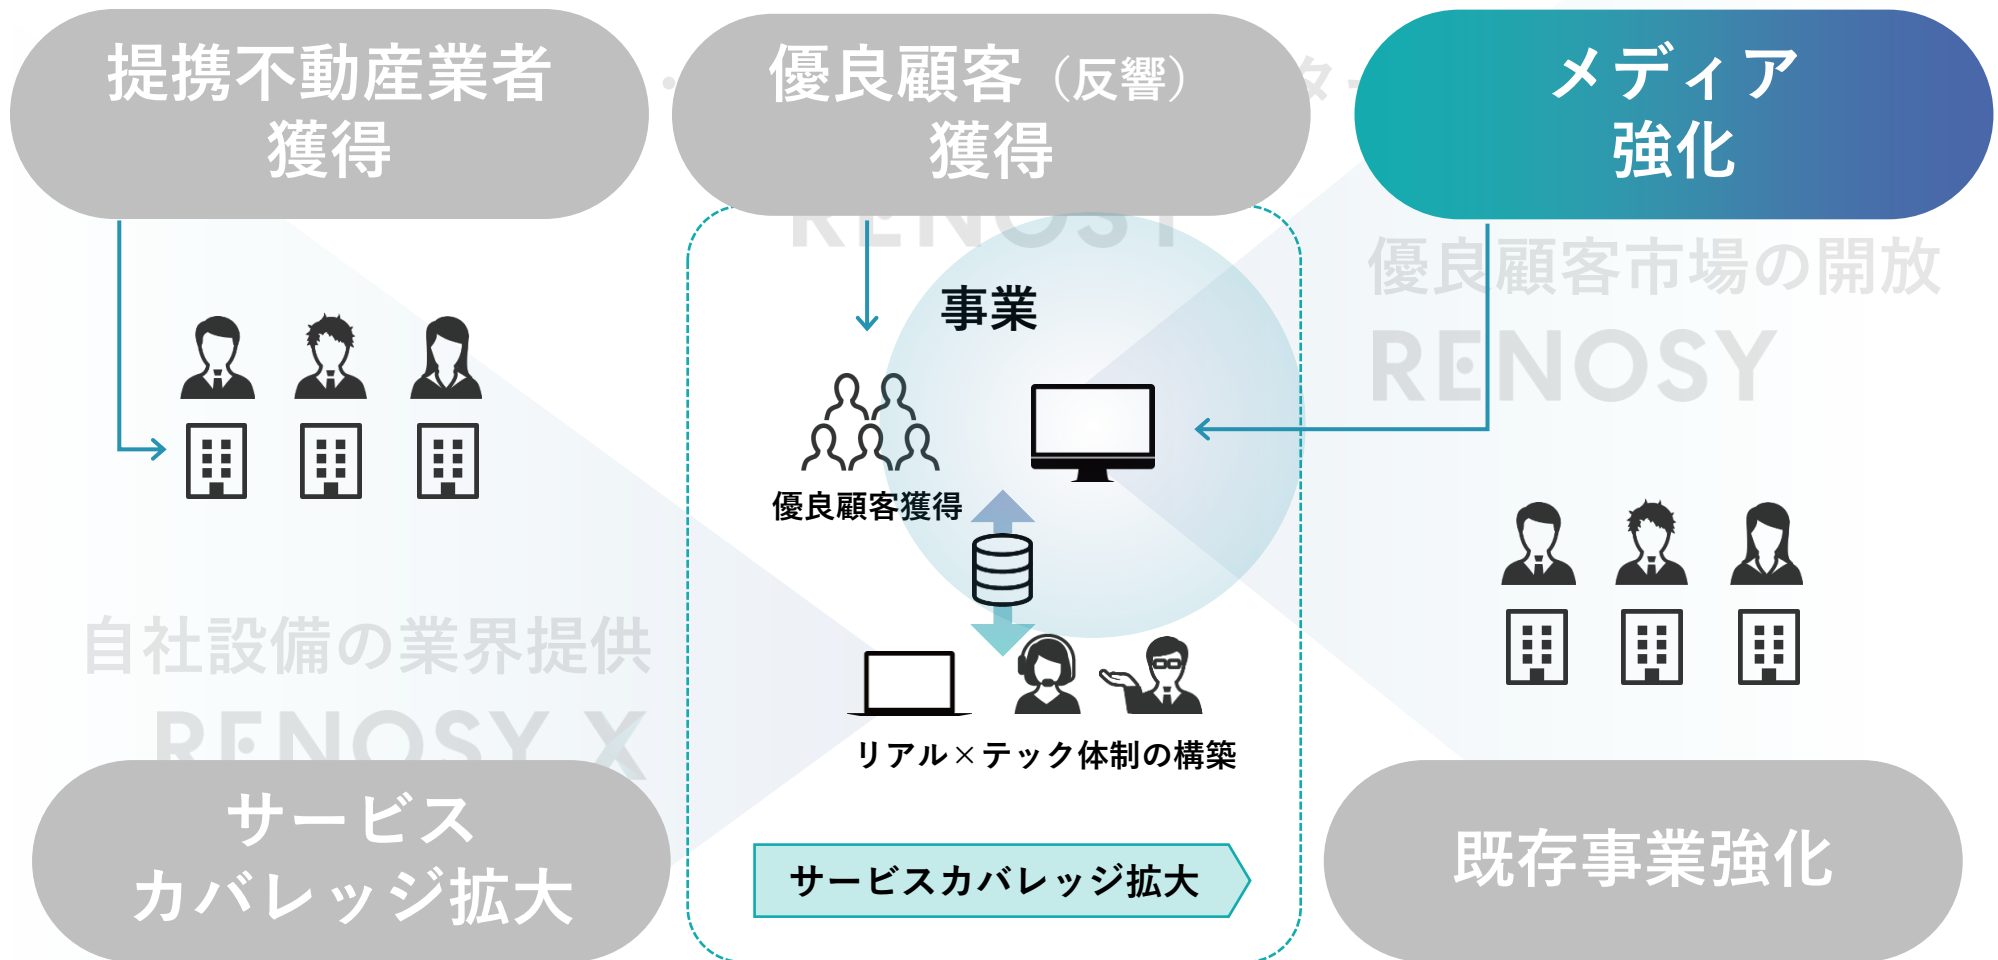 提携不動産業者
獲得
優良顧客（反響）
獲得
メディア
強化
RENOSY
優良顧客市場の開放
RENOSY
事業
優良顧客獲得
自社設備の業界提供
RENOSY X
リアル×テック体制の構築
サービス
カバレッジ拡大
サービスカバレッジ拡大
既存事業強化